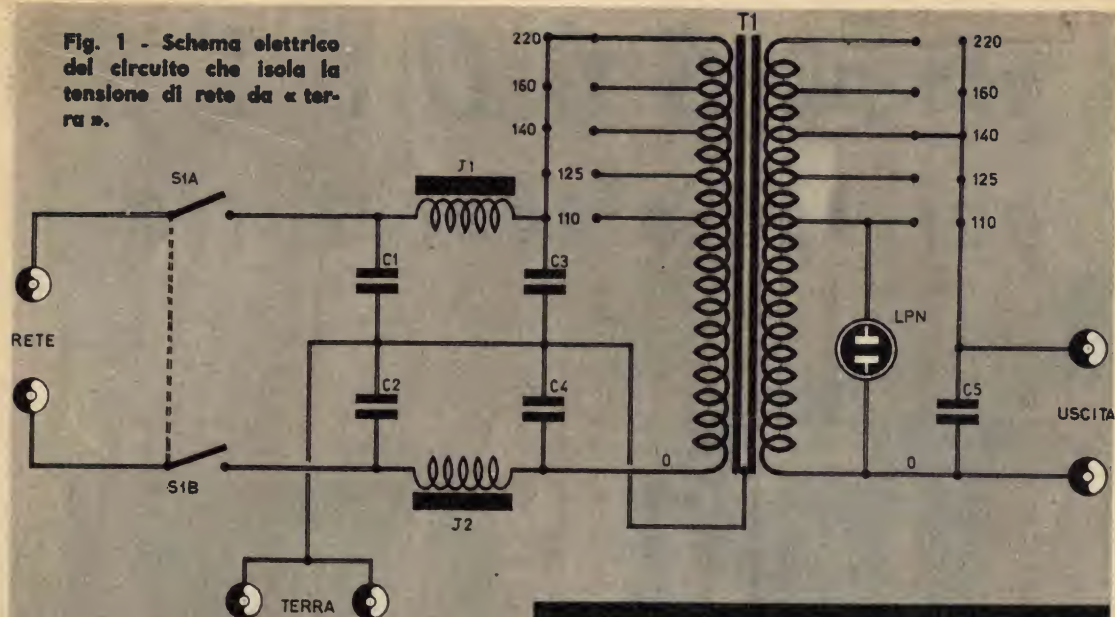 Fig. 1 - Schema elettrico
del circuito che isola la
tensione di rete da « ter-
ra ».
T1
220
160
140
125
110
0
220
160
140
125
110
0
S1A
S1B
J1
J2
C1
C2
C3
C4
C5
LPN
RETE
TERRA
USCITA